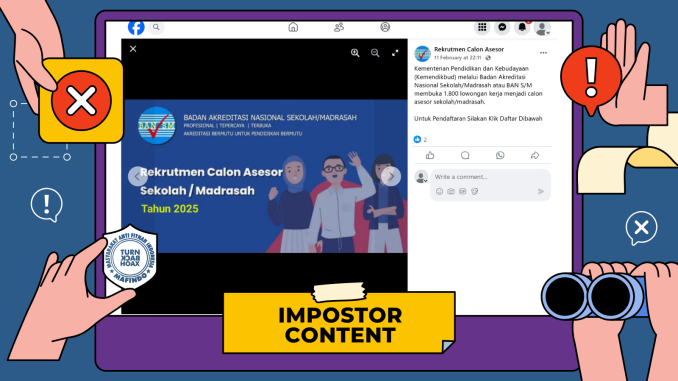 BADAN AKREDITASI NASIONAL SEKOLAH/MADRASAH
PROFESIONAL | TEPERCAYA | TERBUKA
AKREDITASI BERMUTU UNTUK PENDIDIKAN BERMUTU
BAN S/M
Rekrutmen Calon Asesor
Sekolah / Madrasah
Tahun 2025
Rekrutmen Calon Asesor
11 February at 22:11
Kementerian Pendidikan dan Kebudayaan
(Kemendikbud) melalui Badan Akreditasi
Nasional Sekolah/Madrasah atau BAN S/M
membuka 1.800 lowongan kerja menjadi calon
asesor sekolah/madrasah.
Untuk Pendaftaran Silakan Klik Daftar Dibawah
2
Write a comment...
GIF
MASYARAKAT ANTI FITNAH INDONESIA
TURN
BACK
HOAX
MAFINDO
IMPOSTOR
CONTENT